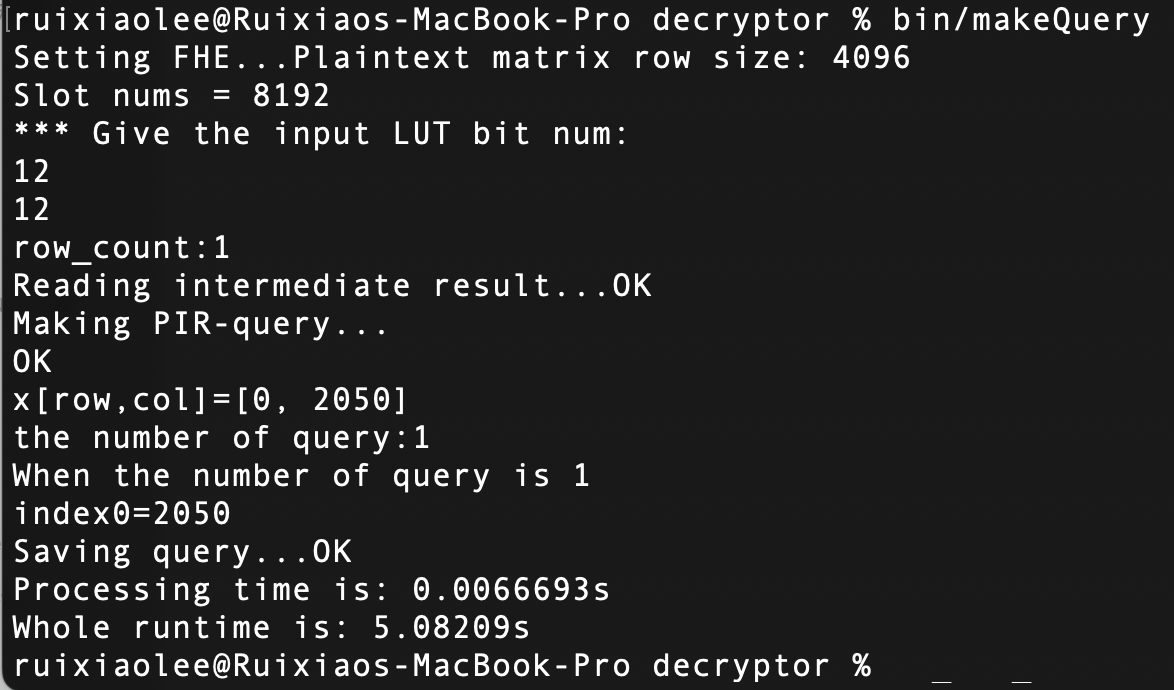 [ruixiaolee@Ruixiaos-MacBook-Pro decryptor % bin/makeQuery
Setting FHE...Plaintext matrix row size: 4096
Slot nums = 8192
*** Give the input LUT bit num:
12
12
row_count:1
Reading intermediate result...OK
Making PIR-query...
OK
x[row,col]=[0, 2050]
the number of query:1
When the number of query is 1
index0=2050
Saving query...OK
Processing time is: 0.0066693s
Whole runtime is: 5.08209s
ruixiaolee@Ruixiaos-MacBook-Pro decryptor %